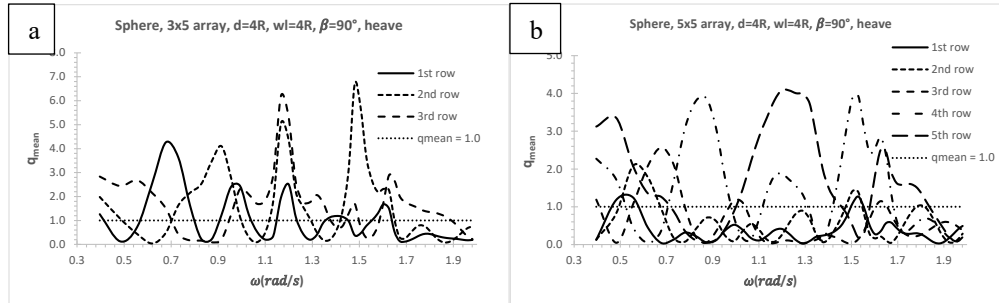 a
Sphere, 3x5 array, d=4R, wl=4R, β=90°, heave
8.0
7.0
6.0
5.0
4.0
3.0
2.0
1.0
0.0
qmean
0.3 0.5 0.7 0.9 1.1 1.3 1.5 1.7 1.9
ω(rad/s)
1st row
2nd row
3rd row
qmean = 1.0
b
Sphere, 5x5 array, d=4R, wl=4R, β=90°, heave
5.0
4.0
3.0
2.0
1.0
0.0
qmean
0.3 0.5 0.7 0.9 1.1 1.3 1.5 1.7 1.9
ω(rad/s)
1st row
2nd row
3rd row
4th row
5th row
qmean = 1.0